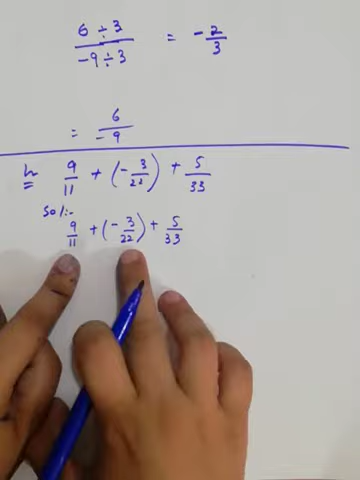 6 ÷ 3 / -9 ÷ 3 = -2/3
= 6/-9
h 9/11 + (-3/22) + 5/33
Sol:-
9/11 + (-3/22) + 5/33